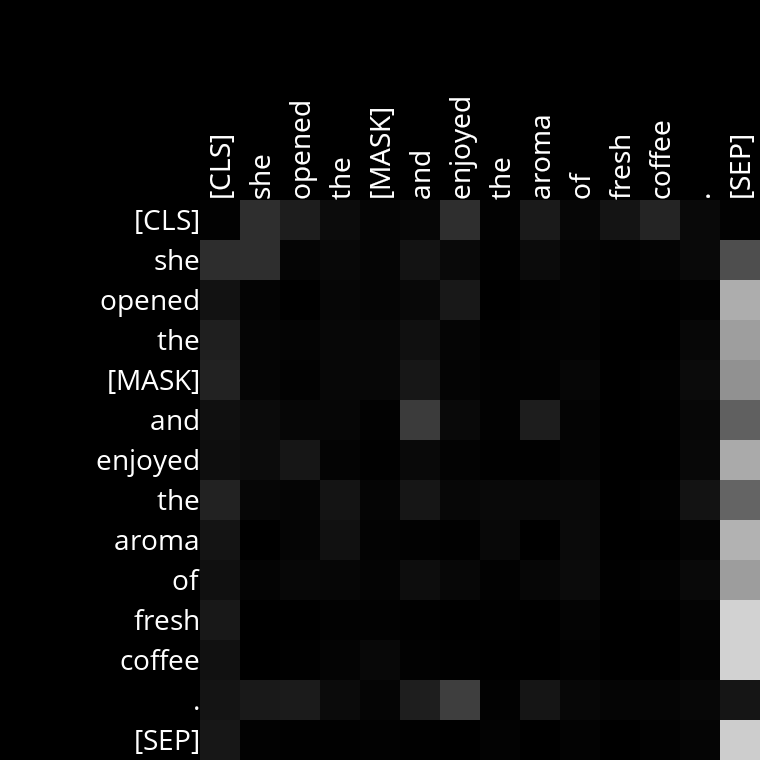 [CLS] she opened the [MASK] and enjoyed the aroma of fresh coffee . [SEP]
[CLS]
she
opened
the
[MASK]
and
enjoyed
the
aroma
of
fresh
coffee
.
[SEP]